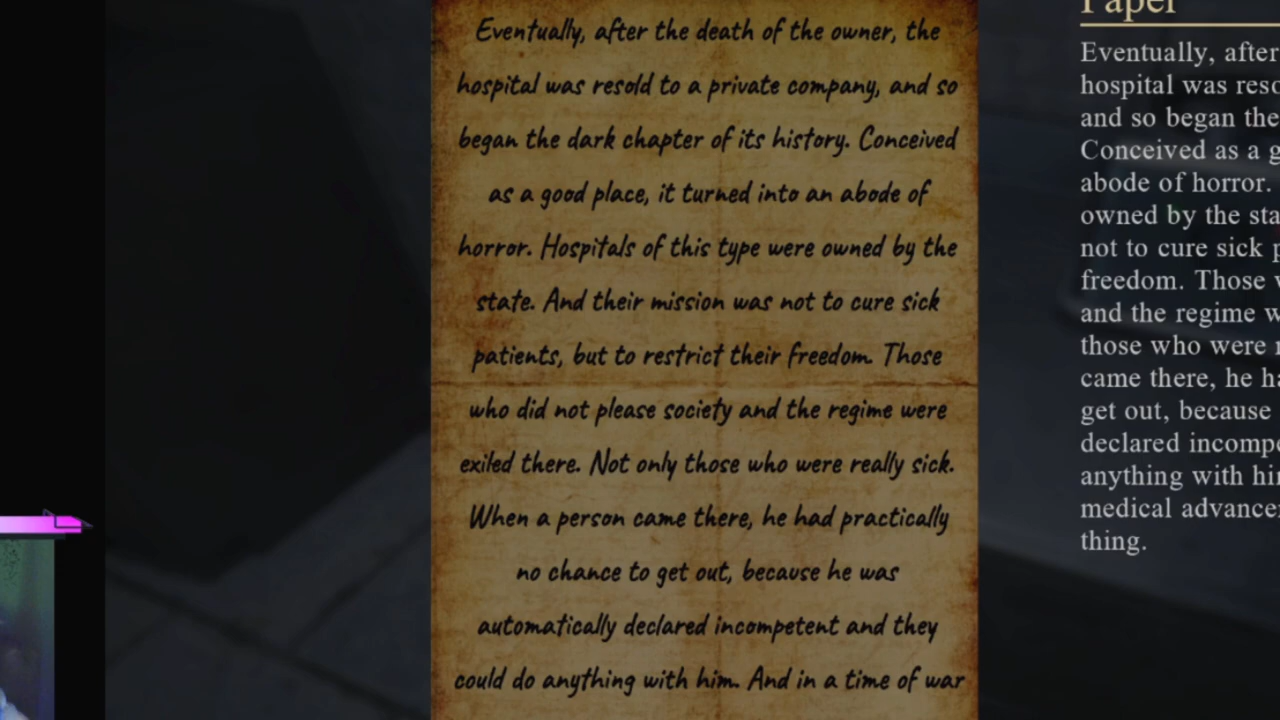 Eventually, after the death of the owner, the
hospital was resold to a private company, and so
began the dark chapter of its history. Conceived
as a good place, it turned into an abode of
horror. Hospitals of this type were owned by the
state. And their mission was not to cure sick
patients, but to restrict their freedom. Those
who did not please society and the regime were
exiled there. Not only those who were really sick.
When a person came there, he had practically
no chance to get out, because he was
automatically declared incompetent and they
could do anything with him. And in a time of war
Paper
Eventually, after
hospital was
and so began the
Conceived as a
abode of horror.
owned by the
not to cure sick
freedom. Those
and the regime
those who were
came there, he
get out, because
declared
anything with
medical
thing.